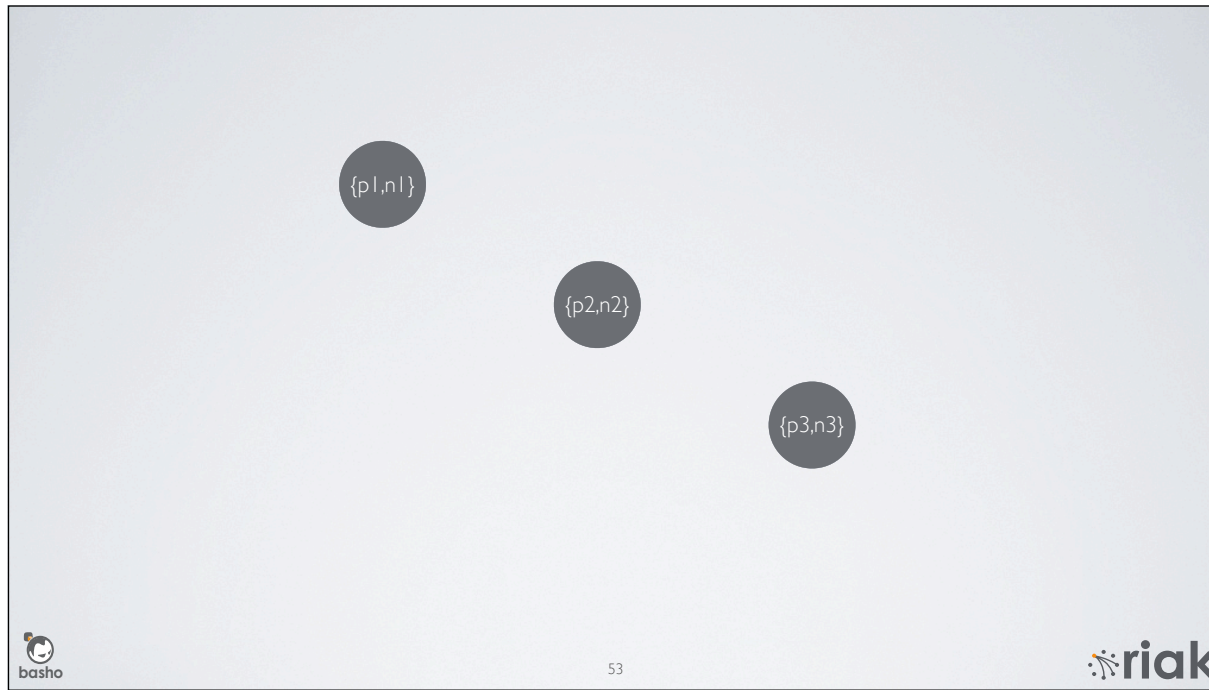 {p1,n1}
{p2,n2}
{p3,n3}
basho
53
riak